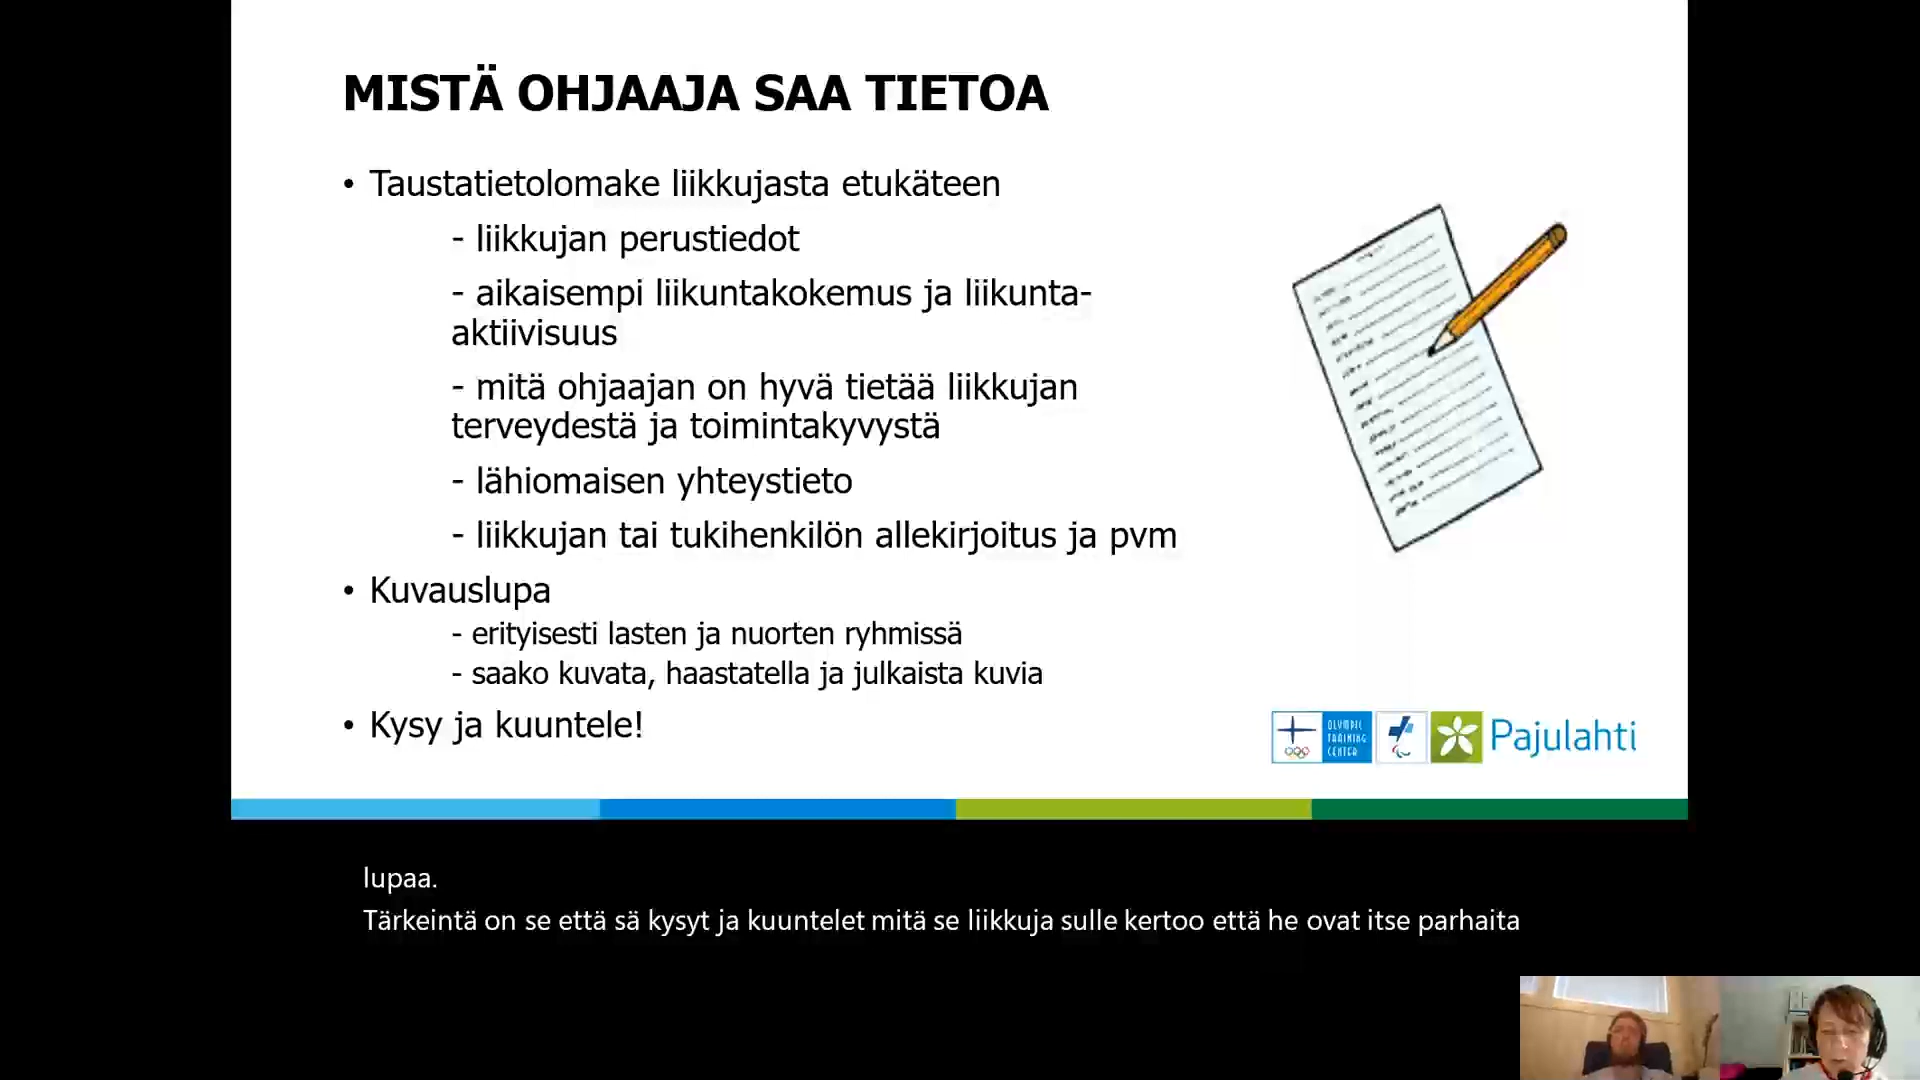 MISTÄ OHJAAJA SAA TIETOA
• Taustatietolomake liikkujasta etukäteen
- liikkujan perustiedot
- aikaisempi liikuntakokemus ja liikunta-
aktiivisuus
- mitä ohjaajan on hyvä tietää liikkujan
terveydestä ja toimintakyvystä
- lähiomaisen yhteystieto
- liikkujan tai tukihenkilön allekirjoitus ja pvm
• Kuvauslupa
- erityisesti lasten ja nuorten ryhmissä
- saako kuvata, haastatella ja julkaista kuvia
• Kysy ja kuuntele!
OLYMPIC
TRAINING
CENTER
Pajulahti
lupaa.
Tärkeintä on se että sä kysyt ja kuuntelet mitä se liikkuja sulle kertoo että he ovat itse parhaita